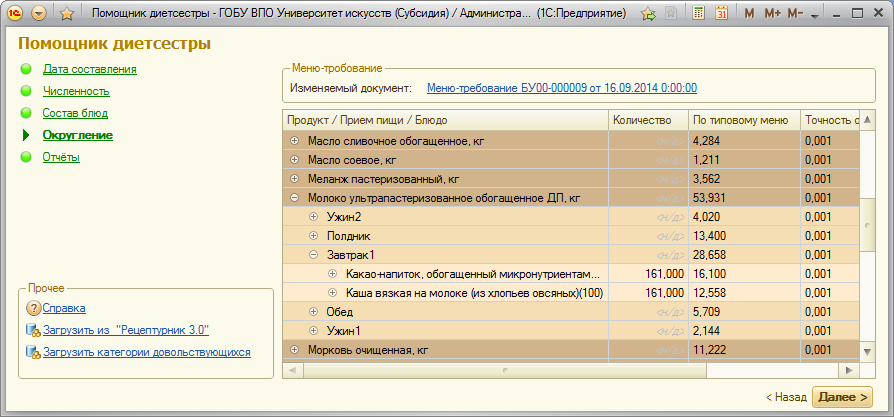 Помощник диетсестры - ГОБУ ВПО Университет искусств (Субсидия) / Администра... (1С:Предприятие)
M M+ M-
Помощник диетсестры
Дата составления
Численность
Состав блюд
Округление
Отчёты
Прочее
Справка
Загрузить из "Рецептурник 3.0"
Загрузить категории довольствующихся
Меню-требование
Изменяемый документ: Меню-требование БУ00-000009 от 16.09.2014 0:00:00
Продукт / Прием пищи / Блюдо Количество По типовому меню Точность о
Масло сливочное обогащенное, кг <н/д> 4,284 0,001
Масло соевое, кг <н/д> 1,211 0,001
Меланж пастеризованный, кг <н/д> 3,562 0,001
Молоко ультрапастеризованное обогащенное ДП, кг <н/д> 53,931 0,001
Ужин2 <н/д> 4,020 0,001
Полдник <н/д> 13,400 0,001
Завтрак1 <н/д> 28,658 0,001
Какао-напиток, обогащенный микронутриентам... 161,000 16,100 0,001
Каша вязкая на молоке (из хлопьев овсяных)(100) 161,000 12,558 0,001
Обед <н/д> 5,709 0,001
Ужин1 <н/д> 2,144 0,001
Морковь очищенная, кг <н/д> 11,222 0,001
< Назад Далее >